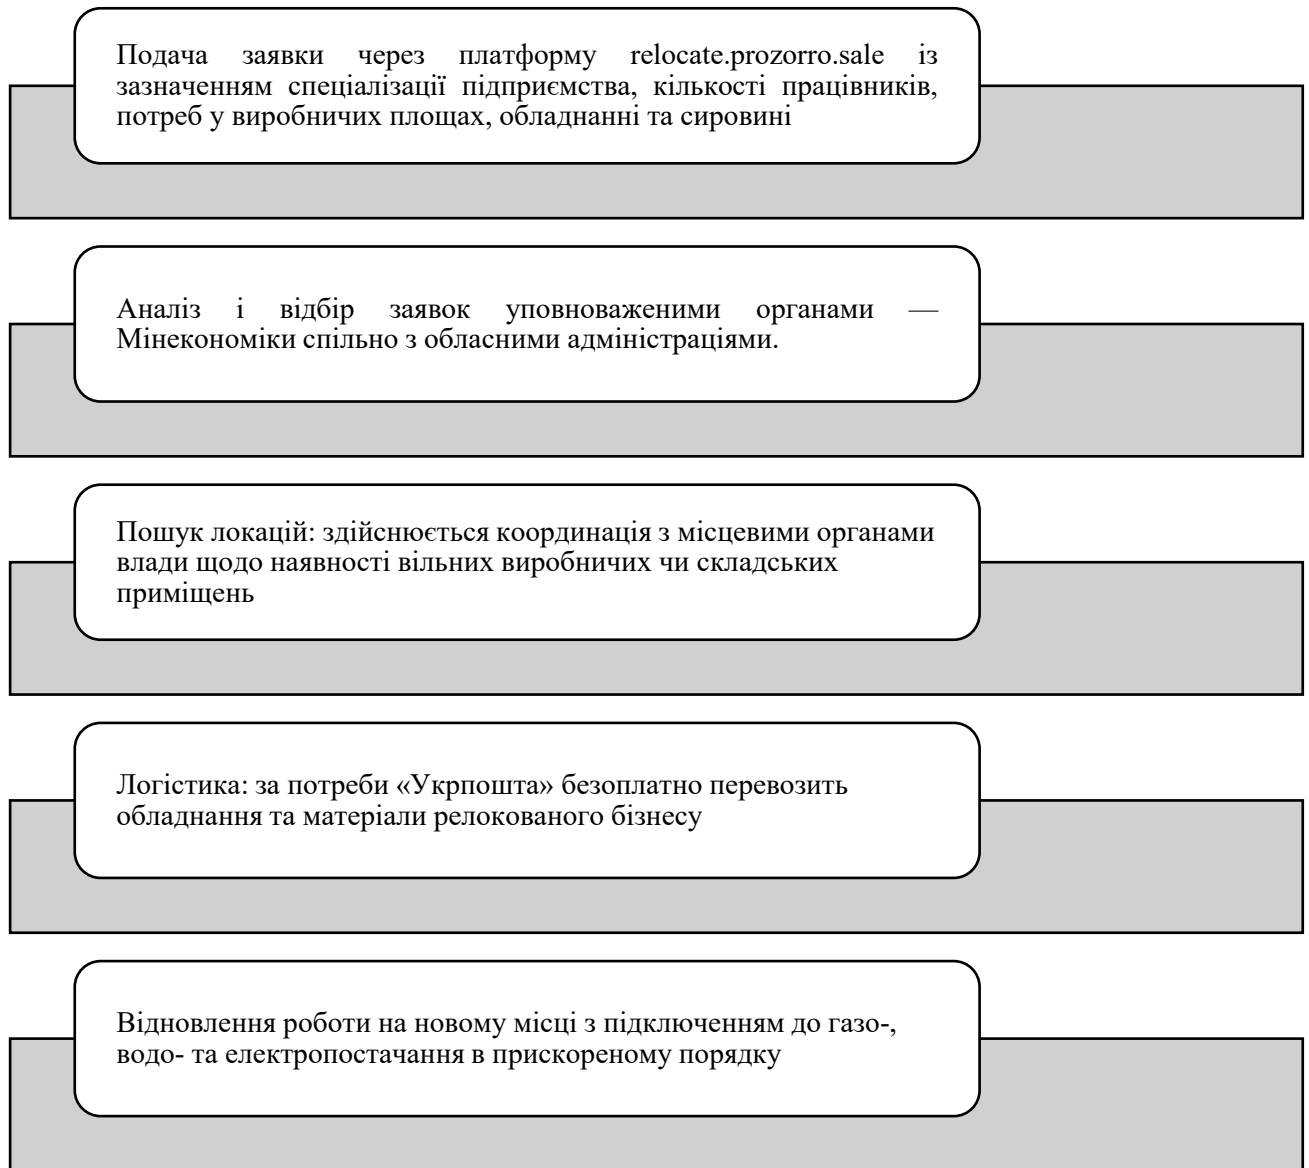 Подача заявки через платформу relocate.prozorro.sale із
зазначенням спеціалізації підприємства, кількості працівників,
потреб у виробничих площах, обладнанні та сировині
Аналіз і відбір заявок уповноваженими органами —
Мінекономіки спільно з обласними адміністраціями.
Пошук локацій: здійснюється координація з місцевими органами
влади щодо наявності вільних виробничих чи складських
приміщень
Логістика: за потреби «Укрпошта» безоплатно перевозить
обладнання та матеріали релокованого бізнесу
Відновлення роботи на новому місці з підключенням до газо-,
водо- та електропостачання в прискореному порядку